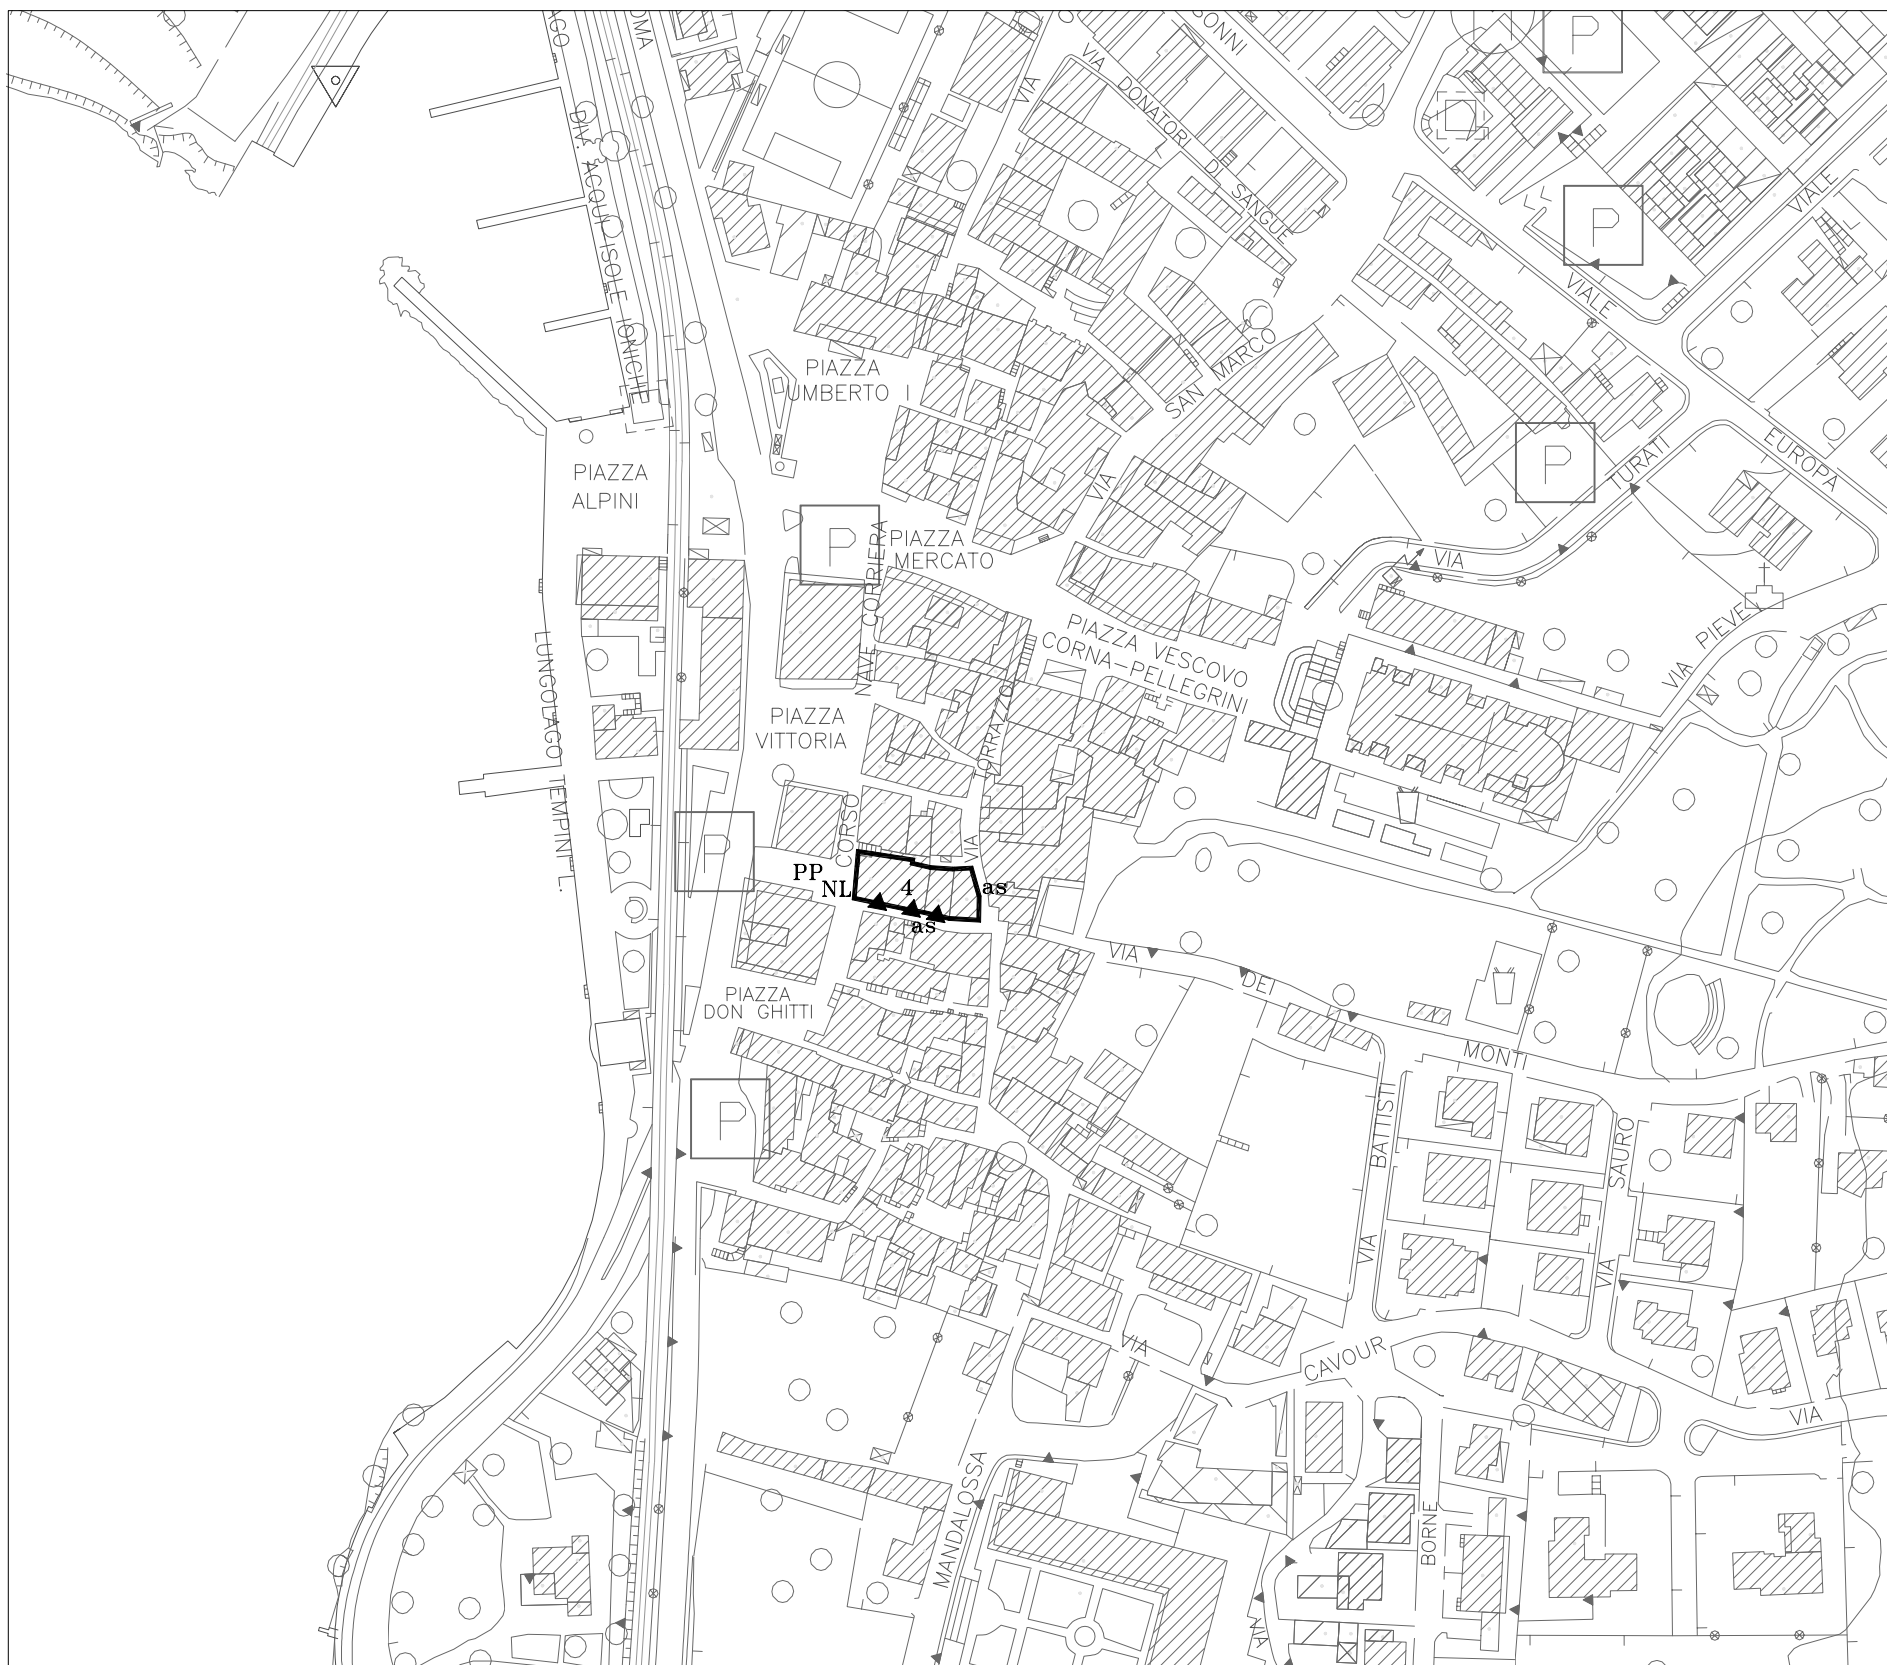 AGO
OMA
SONNI
VIA
VIA DONATORI DI SANGUE
P
DIV. ACQUI ISOLE IONICHE
VIALE
P
VIALE
PIAZZA
UMBERTO I
SAN MARCO
PIAZZA
ALPINI
VIA
P
TURATI
EUROPA
P
PIAZZA
MERCATO
NAVE CORRIERA
VIA
VIA PIEVE
PIAZZA VESCOVO
CORNA-PELLEGRINI
LUNGOLAGO TEMPINI L.
PIAZZA
VITTORIA
CORSO
VIA
P
PP
NL
4
as
as
VIA DEI MONTI
PIAZZA
DON GHITTI
P
VIA BATTISTI
VIA SAURO
VIA CAVOUR
VIA
MANDALOSSA
BORNE
VIA